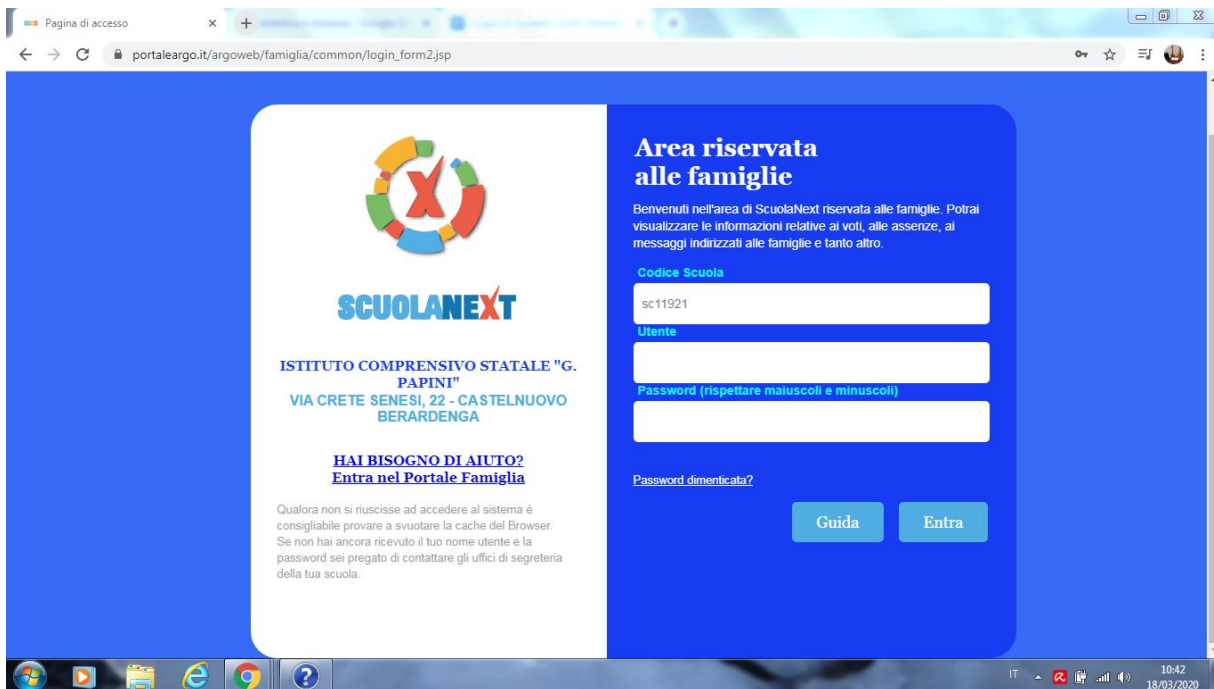 Pagina di accesso
portaleargo.it/argoweb/famiglia/common/login_form2.jsp
SCUOLANEXT
ISTITUTO COMPRENSIVO STATALE "G.
PAPINI"
VIA CRETE SENESI, 22 - CASTELNUOVO
BERARDENGA
HAI BISOGNO DI AIUTO?
Entra nel Portale Famiglia
Qualora non si riuscisse ad accedere al sistema è
consigliabile provare a svuotare la cache del Browser.
Se non hai ancora ricevuto il tuo nome utente e la
password sei pregato di contattare gli uffici di segreteria
della tua scuola.
Area riservata
alle famiglie
Benvenuti nell'area di ScuolaNext riservata alle famiglie. Potrai
visualizzare le informazioni relative ai voti, alle assenze, ai
messaggi indirizzati alle famiglie e tanto altro.
Codice Scuola
sc11921
Utente
Password (rispettare maiuscoli e minuscoli)
Password dimenticata?
Guida
Entra
IT
10:42
18/03/2020